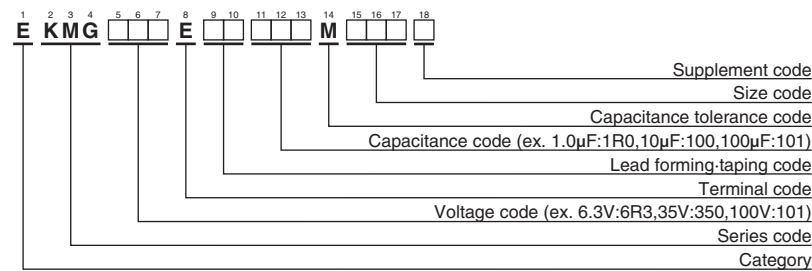 1 2 3 4 5 6 7 8 9 10 11 12 13 14 15 16 17 18
E KMG E M
Supplement code
Size code
Capacitance tolerance code
Capacitance code (ex. 1.0μF:1R0,10μF:100,100μF:101)
Lead forming·taping code
Terminal code
Voltage code (ex. 6.3V:6R3,35V:350,100V:101)
Series code
Category